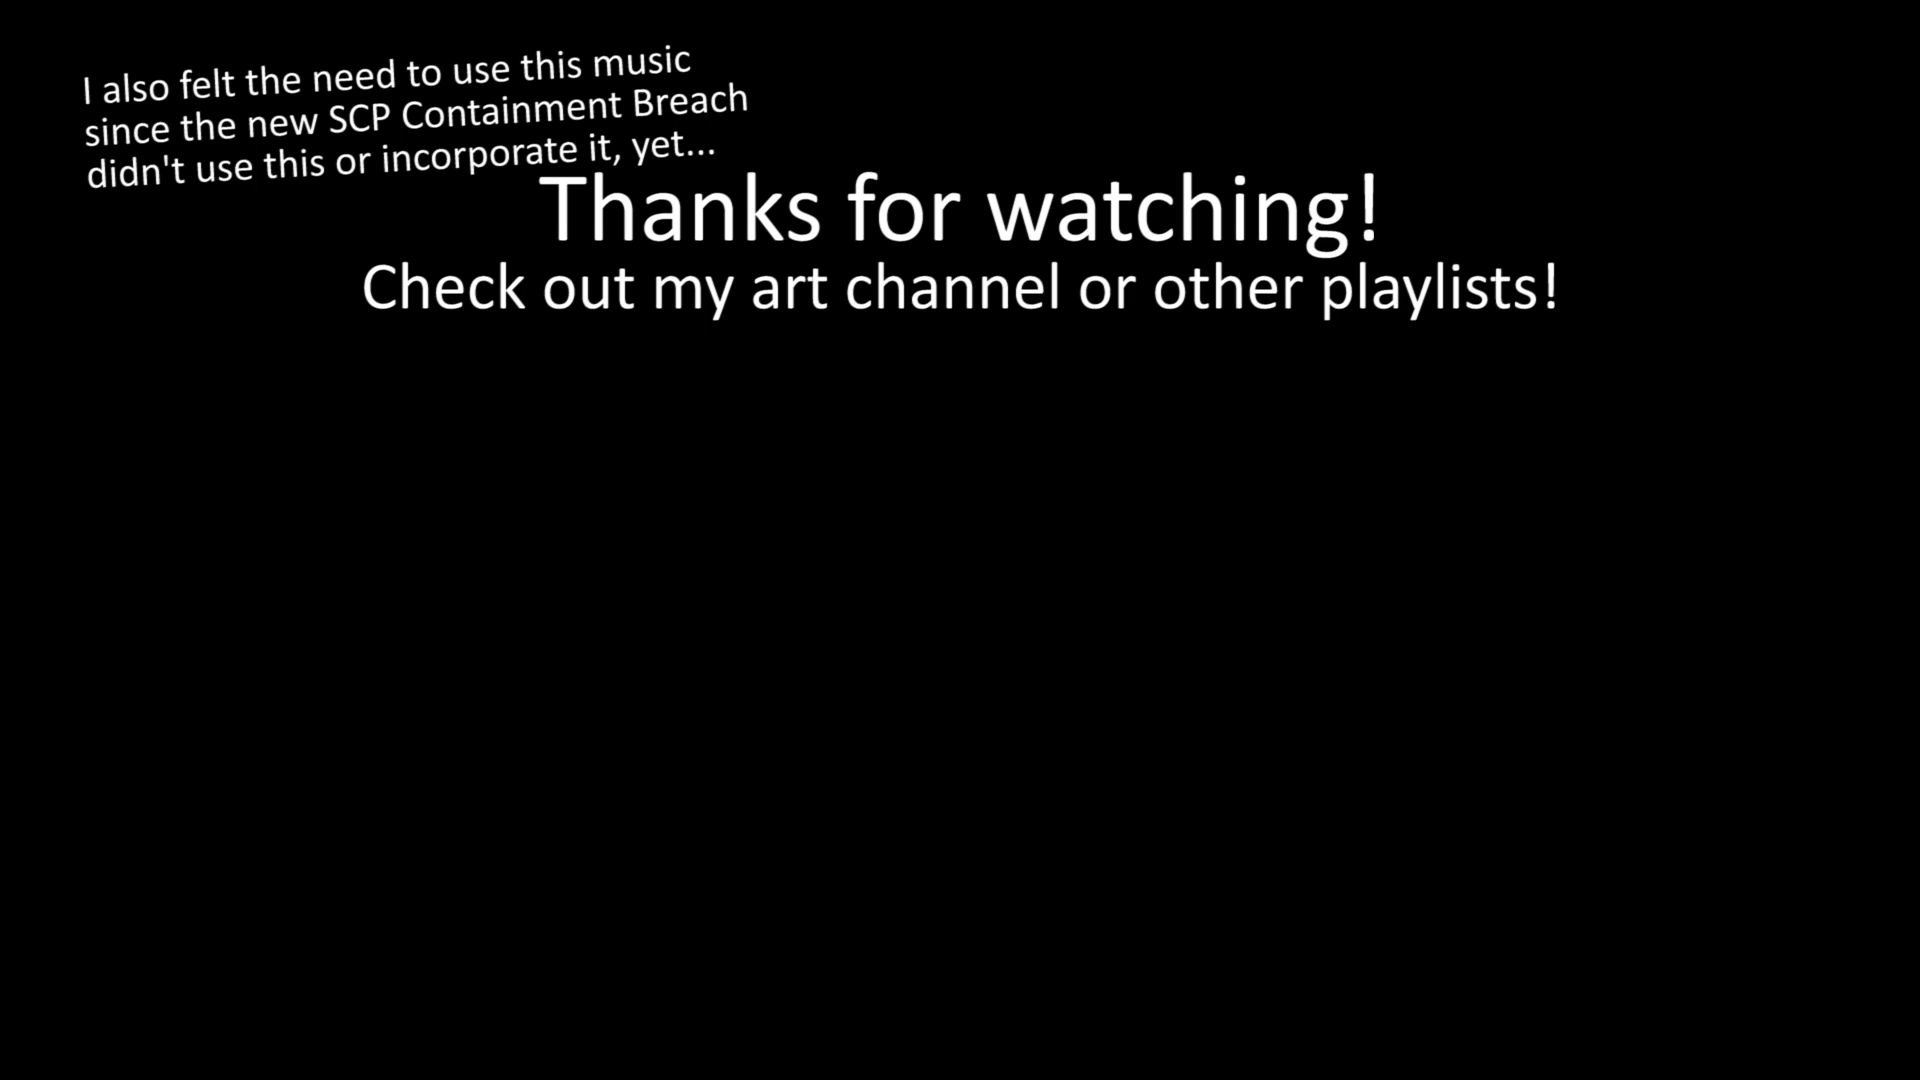 I also felt the need to use this music
since the new SCP Containment Breach
didn't use this or incorporate it, yet...
Thanks for watching!
Check out my art channel or other playlists!